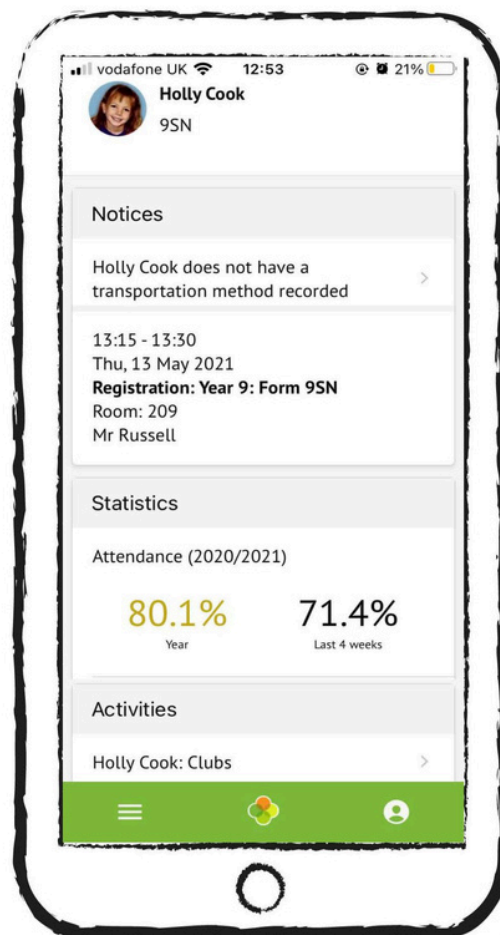 vodafone UK 12:53 21%
Holly Cook
9SN
Notices
Holly Cook does not have a
transportation method recorded
13:15 - 13:30
Thu, 13 May 2021
Registration: Year 9: Form 9SN
Room: 209
Mr Russell
Statistics
Attendance (2020/2021)
80.1% 71.4%
Year Last 4 weeks
Activities
Holly Cook: Clubs